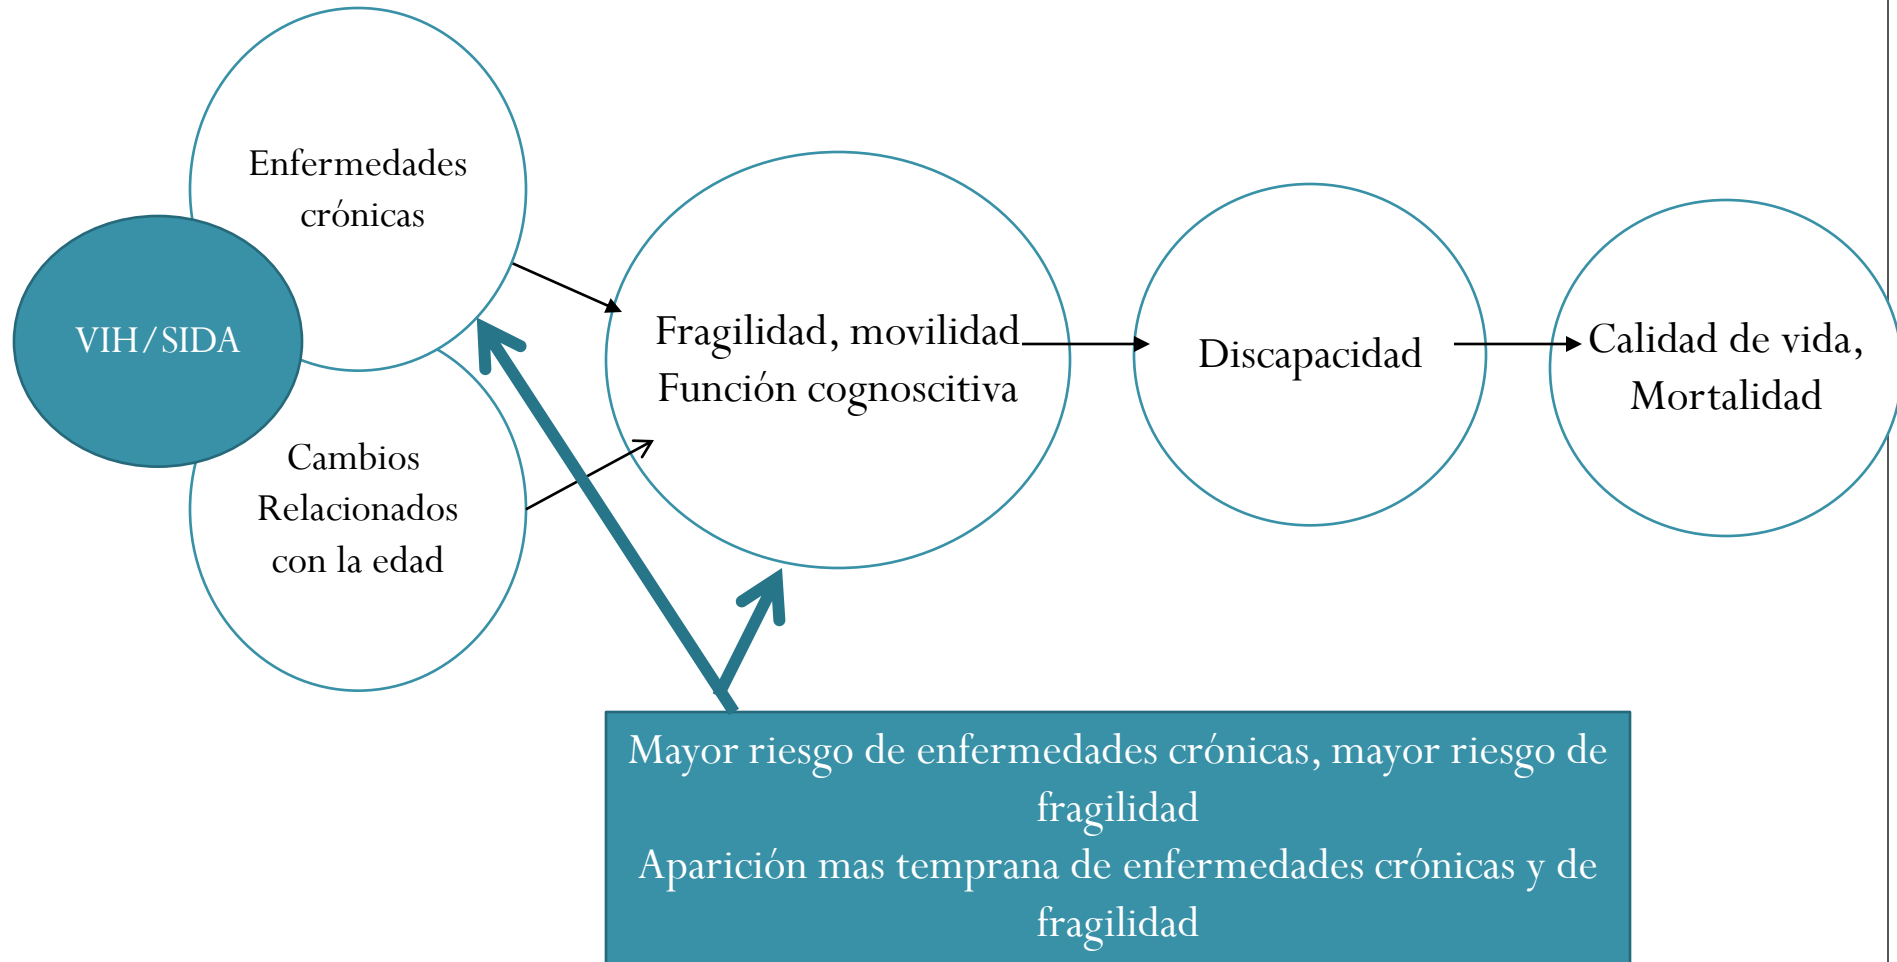 Enfermedades
crónicas
VIH/SIDA
Cambios
Relacionados
con la edad
Fragilidad, movilidad
Función cognoscitiva
Discapacidad
Calidad de vida,
Mortalidad
Mayor riesgo de enfermedades crónicas, mayor riesgo de
fragilidad
Aparición mas temprana de enfermedades crónicas y de
fragilidad